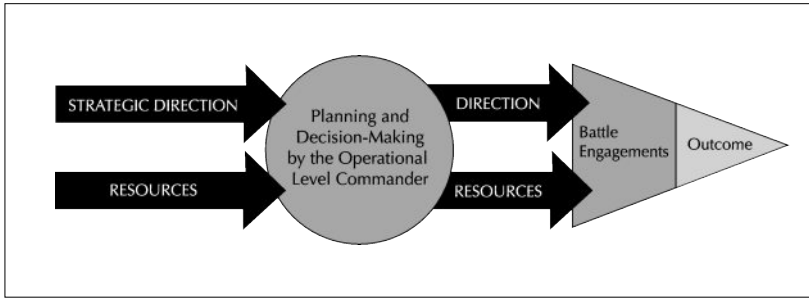 STRATEGIC DIRECTION
RESOURCES
Planning and
Decision-Making
by the Operational
Level Commander
DIRECTION
RESOURCES
Battle
Engagements
Outcome